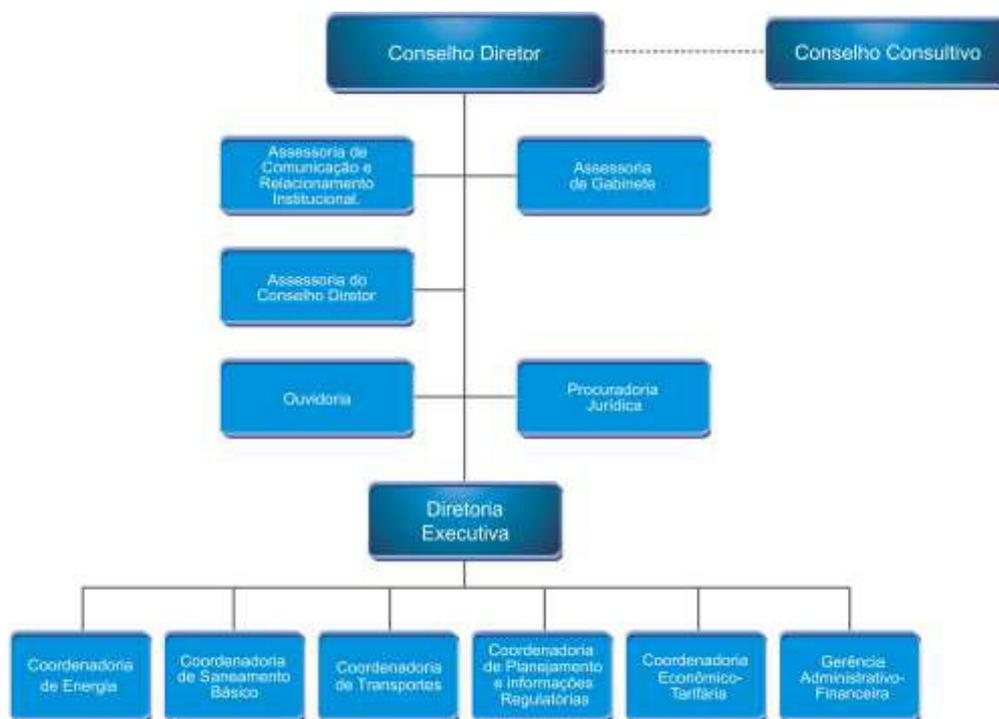 Conselho Diretor
Conselho Consultivo
Assessoria de
Comunicação e
Relacionamento
Institucional.
Assessoria
de Gabinete
Assessoria do
Conselho Diretor
Ouvidoria
Procuradoria
Jurídica
Diretoria
Executiva
Coordenadoria
de Energia
Coordenadoria
de Saneamento
Básico
Coordenadoria
de Transportes
Coordenadoria
de Planejamento
e Informações
Regulatórias
Coordenadoria
Econômico-
Tarifária
Gerência
Administrativo-
Financeira